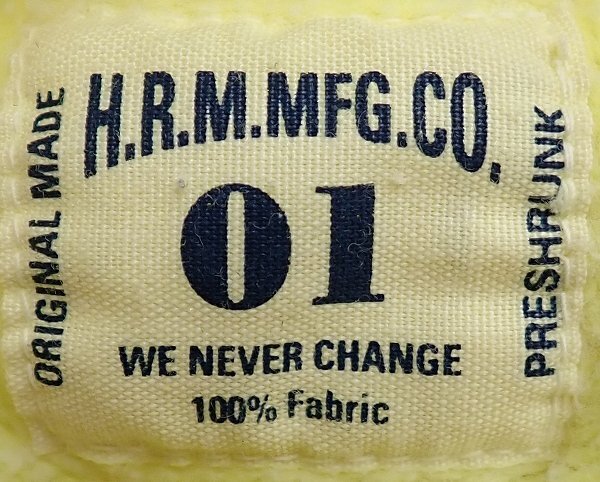 H.R.M.MFG.CO.
ORIGINAL MADE
01
PRESHRUNK
WE NEVER CHANGE
100% Fabric